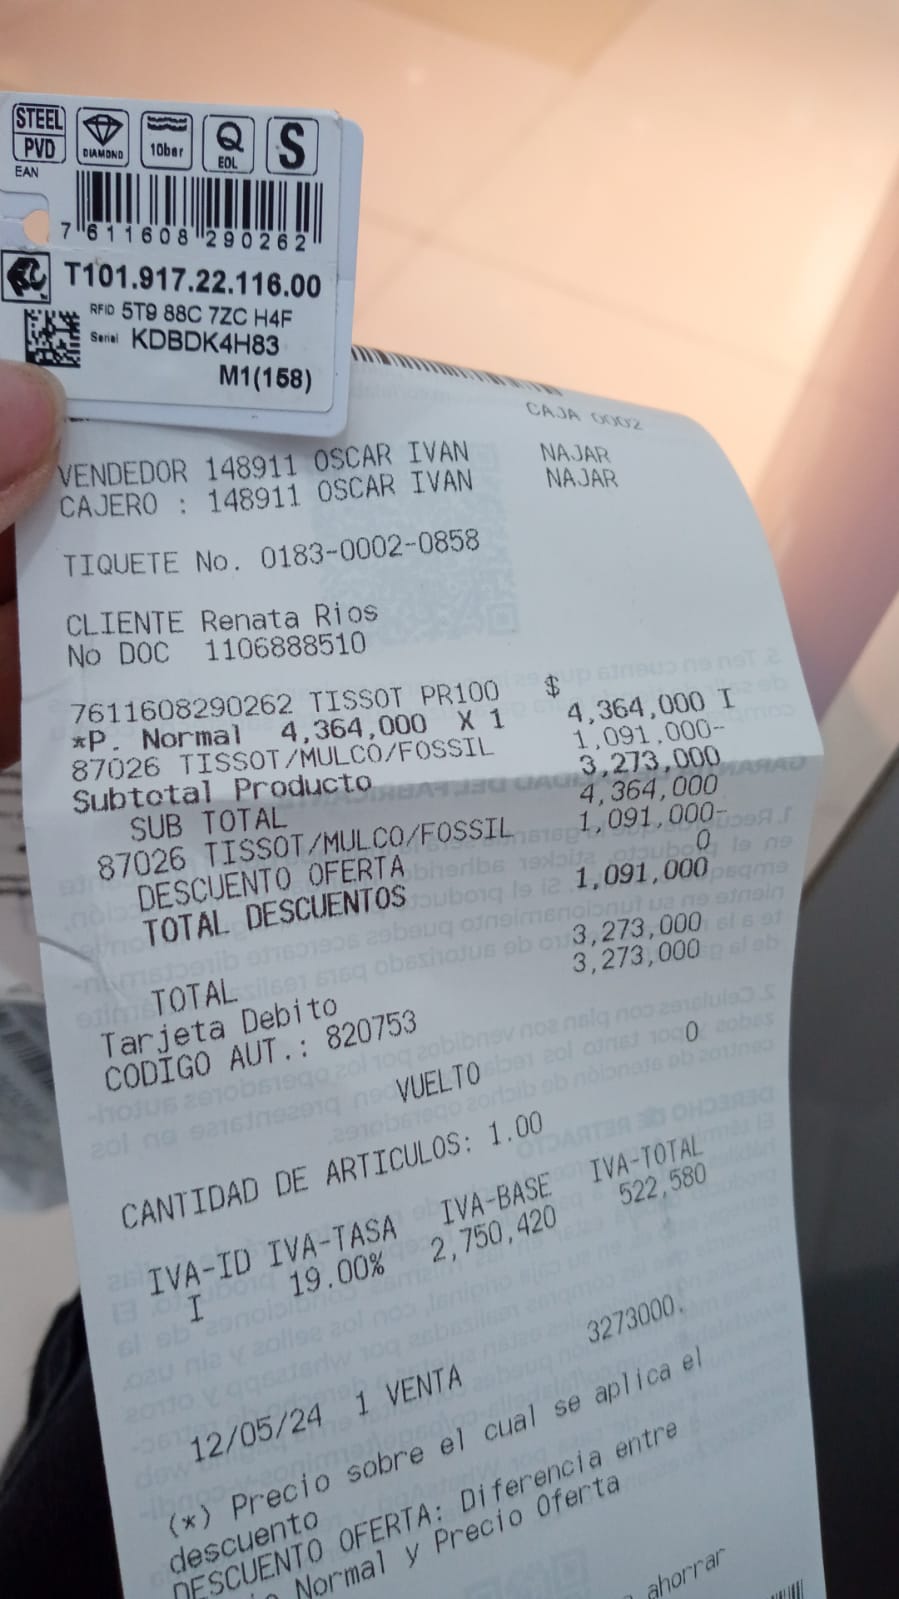 STEEL
PVD
DIAMOND
10bar
Q
EOL
S
EAN
7 611608 290262
T101.917.22.116.00
RFID 5T9 88C 7ZC H4F
Serial KDBDK4H83
M1(158)
CAJA 0002
VENDEDOR 148911 OSCAR IVAN NAJAR
CAJERO : 148911 OSCAR IVAN NAJAR
TIQUETE No. 0183-0002-0858
CLIENTE Renata Rios
No DOC 1106888510
7611608290262 TISSOT PR100 $ 4,364,000 I
*P. Normal 4,364,000 X 1
87026 TISSOT/MULCO/FOSSIL 1,091,000-
Subtotal Producto 3,273,000
SUB TOTAL 4,364,000
87026 TISSOT/MULCO/FOSSIL 1,091,000-
DESCUENTO OFERTA 0
TOTAL DESCUENTOS 1,091,000
TOTAL 3,273,000
Tarjeta Debito 3,273,000
CODIGO AUT.: 820753
VUELTO 0
CANTIDAD DE ARTICULOS: 1.00
IVA-ID IVA-TASA IVA-BASE IVA-TOTAL
I 19.00% 2,750,420 522,580
12/05/24 1 VENTA 3273000.
(*) Precio sobre el cual se aplica el
descuento
DESCUENTO OFERTA: Diferencia entre
Normal y Precio Oferta
ahorrar